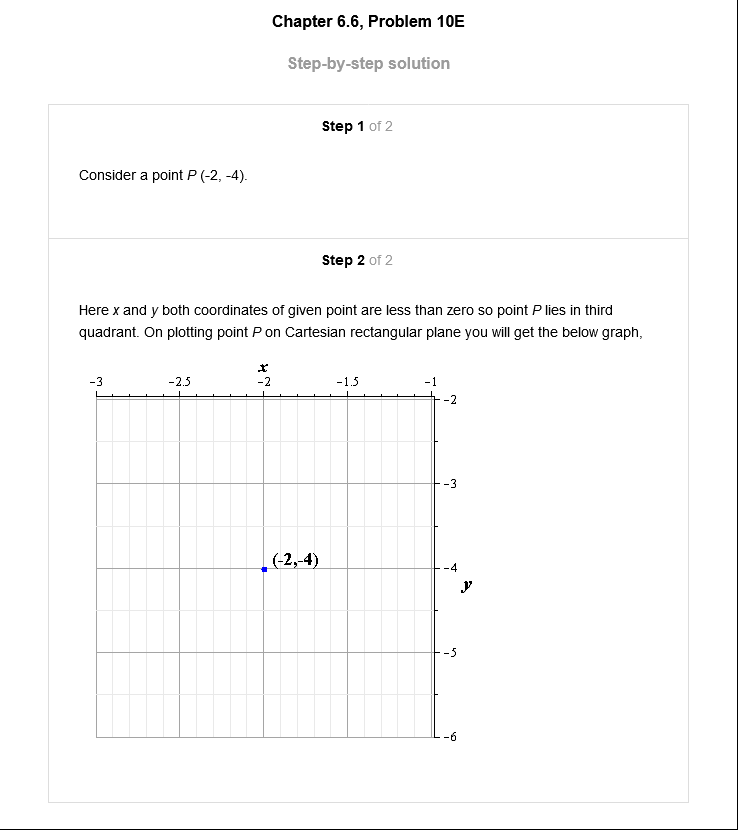 Chapter 6.6, Problem 10E
Step-by-step solution
Step 1 of 2
Consider a point P (-2, -4).
Step 2 of 2
Here x and y both coordinates of given point are less than zero so point P lies in third
quadrant. On plotting point P on Cartesian rectangular plane you will get the below graph,
x
-3 -2.5 -2 -1.5 -1
-2
-3
(-2,-4)
-4
y
-5
-6